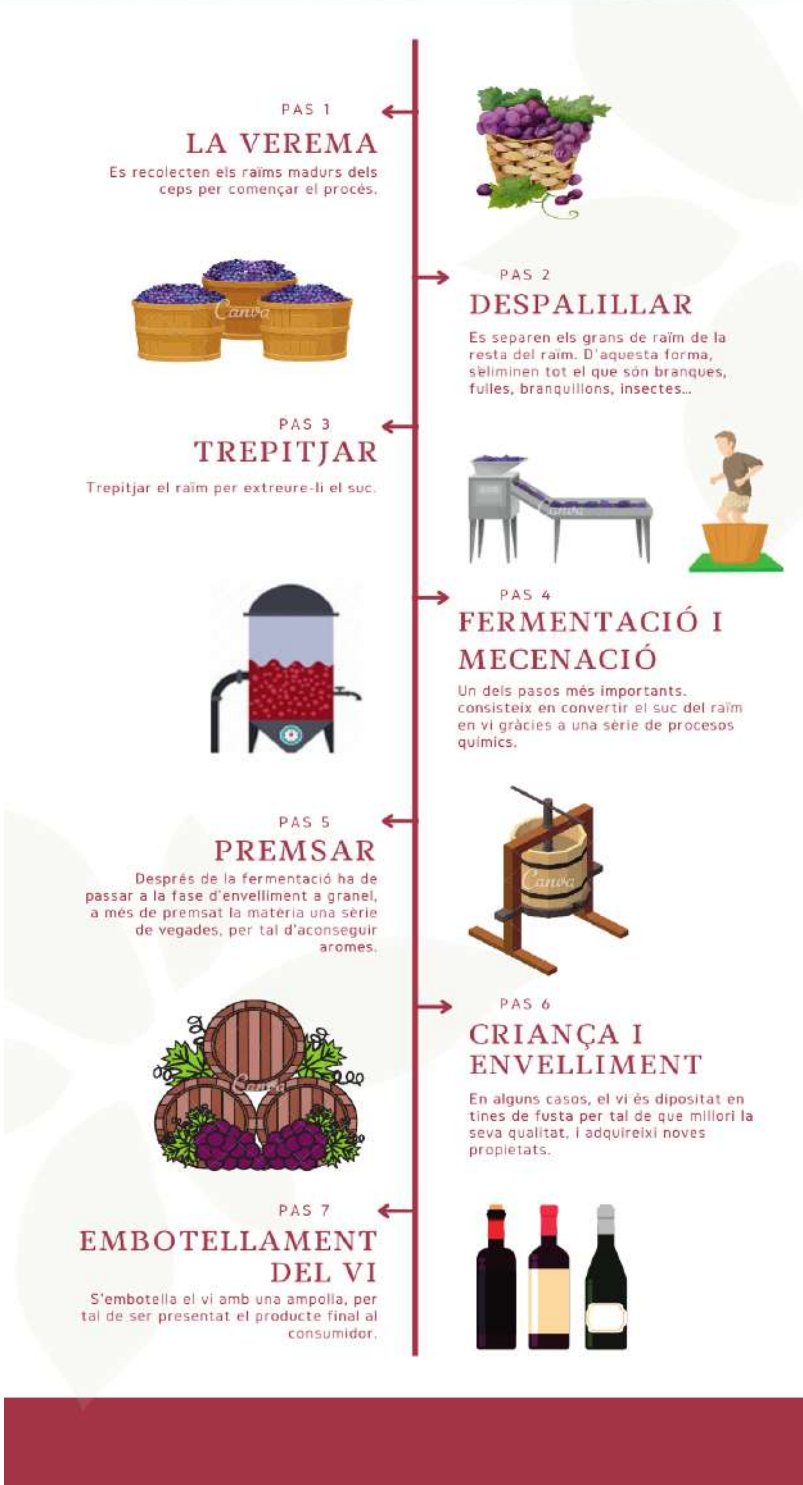 PAS 1
LA VEREMA
Es recolecten els raïms madurs dels
ceps per començar el procés.
Canva
PAS 2
DESPALILLAR
Es separen els grans de raïm de la
resta del raïm. D'aquesta forma,
s'eliminen tot el que són branques,
fulles, branquillons, insectes...
PAS 3
TREPITJAR
Trepitjar el raïm per extreure-li el suc.
Canva
PAS 4
FERMENTACIÓ I
MECENACIÓ
Un dels pasos més importants.
consisteix en convertir el suc del raïm
en vi gràcies a una sèrie de procesos
químics.
PAS 5
PREMSAR
Després de la fermentació ha de
passar a la fase d'envelliment a granel,
a més de premsat la matèria una sèrie
de vegades, per tal d'aconseguir
aromes.
Canva
PAS 6
CRIANÇA I
ENVELLIMENT
En alguns casos, el vi és dipositat en
tines de fusta per tal de que millori la
seva qualitat, i adquireixi noves
propietats.
Canva
PAS 7
EMBOTELLAMENT
DEL VI
S'embotella el vi amb una ampolla, per
tal de ser presentat el producte final al
consumidor.